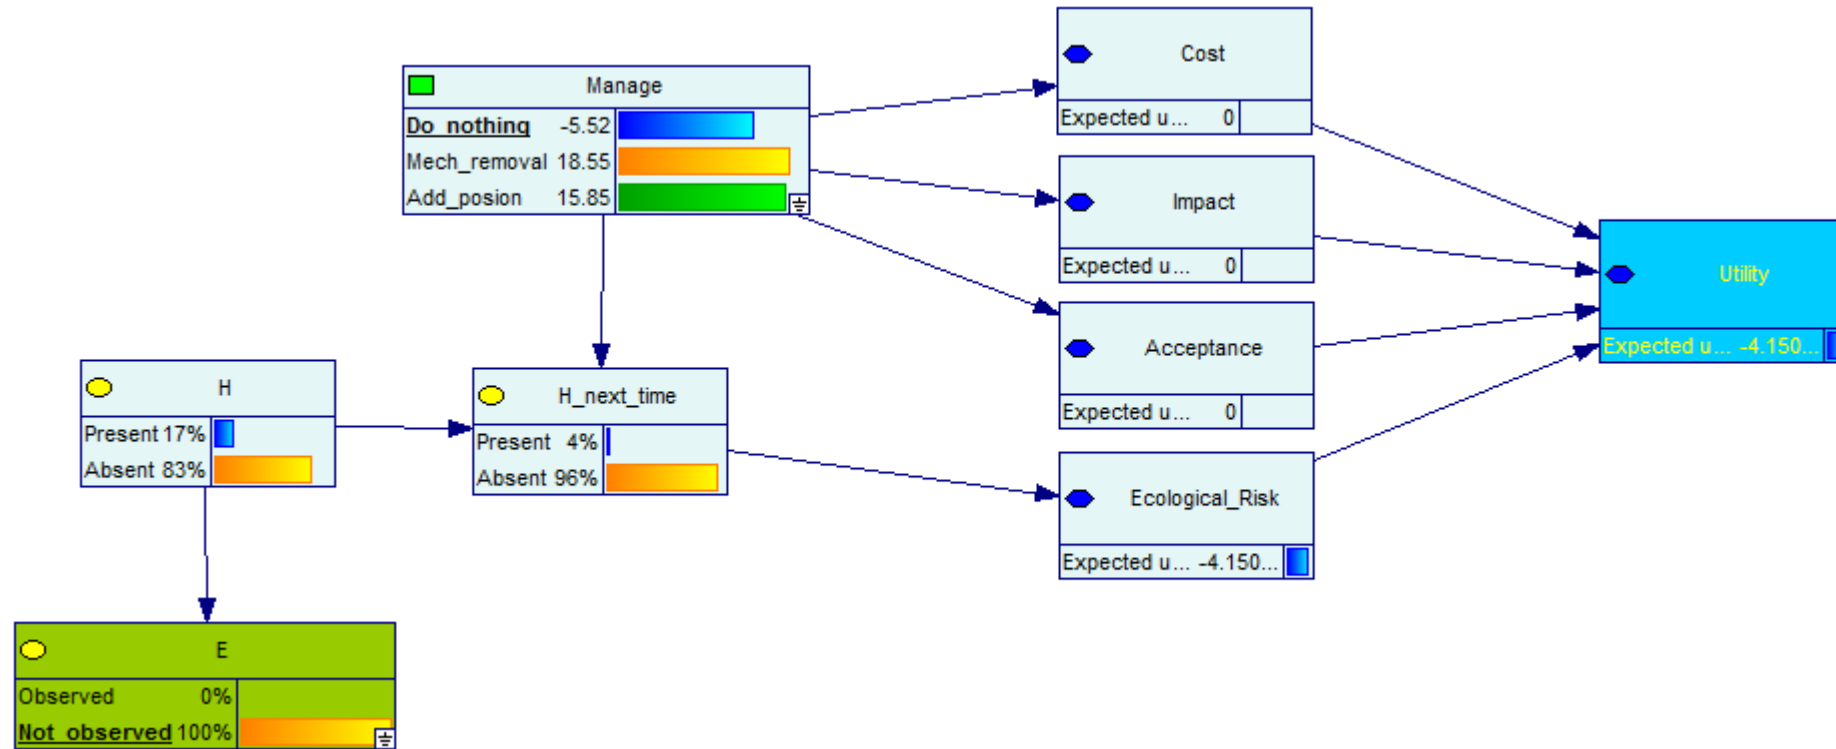 Cost
Expected u... 0
Manage
Do_nothing -5.52
Mech_removal 18.55
Add_posion 15.85
Impact
Expected u... 0
Utility
Expected u... -4.150...
Acceptance
Expected u... 0
H
Present 17%
Absent 83%
H_next_time
Present 4%
Absent 96%
Ecological_Risk
Expected u... -4.150...
E
Observed 0%
Not_observed 100%